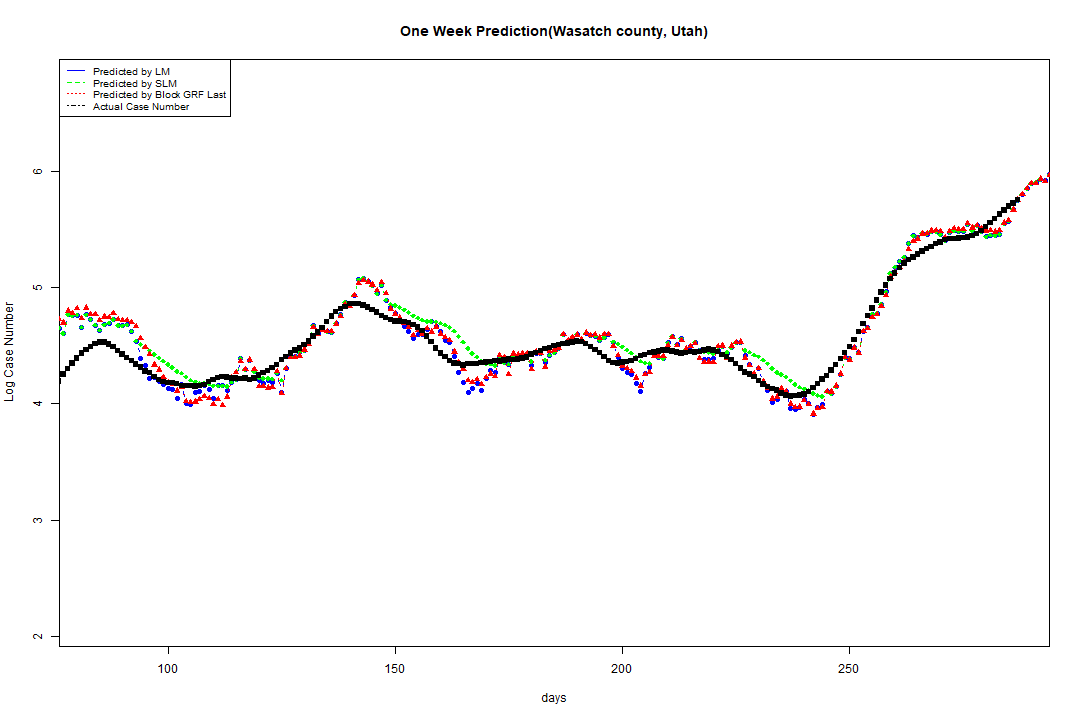 One Week Prediction(Wasatch county, Utah)
Predicted by LM
Predicted by SLM
Predicted by Block GRF Last
Actual Case Number
6
5
4
3
2
Log Case Number
100 150 200 250
days